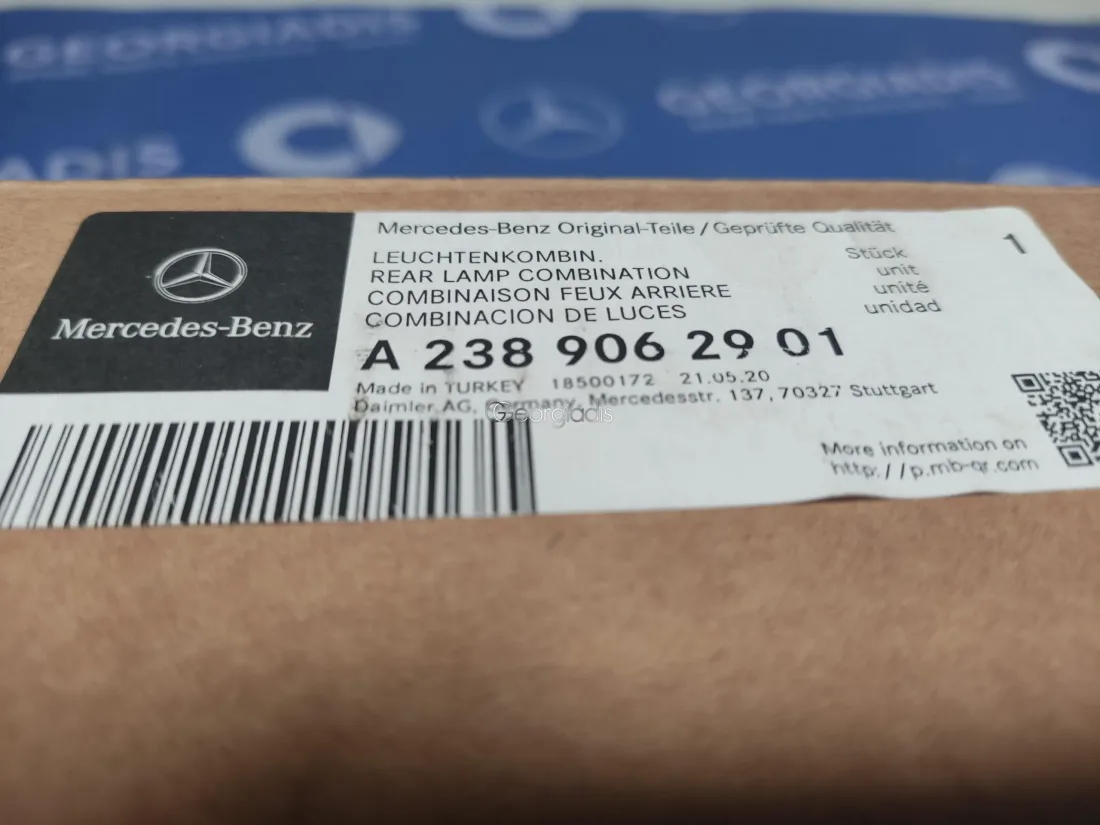 GEORGIADIS
GEORGIADIS
ADIS
Mercedes-Benz
Mercedes-Benz Original-Teile/Geprüfte Qualität
LEUCHTENKOMBIN.
REAR LAMP COMBINATION
COMBINAISON FEUX ARRIERE
COMBINACION DE LUCES
Stück
unit
unité
unidad
1
A 238 906 29 01
Made in TURKEY 18500172 21.05.20
Daimler AG, Germany, Mercedesstr. 137, 70327 Stuttgart
Georgiadis
More information on
http://p.mb-qr.com